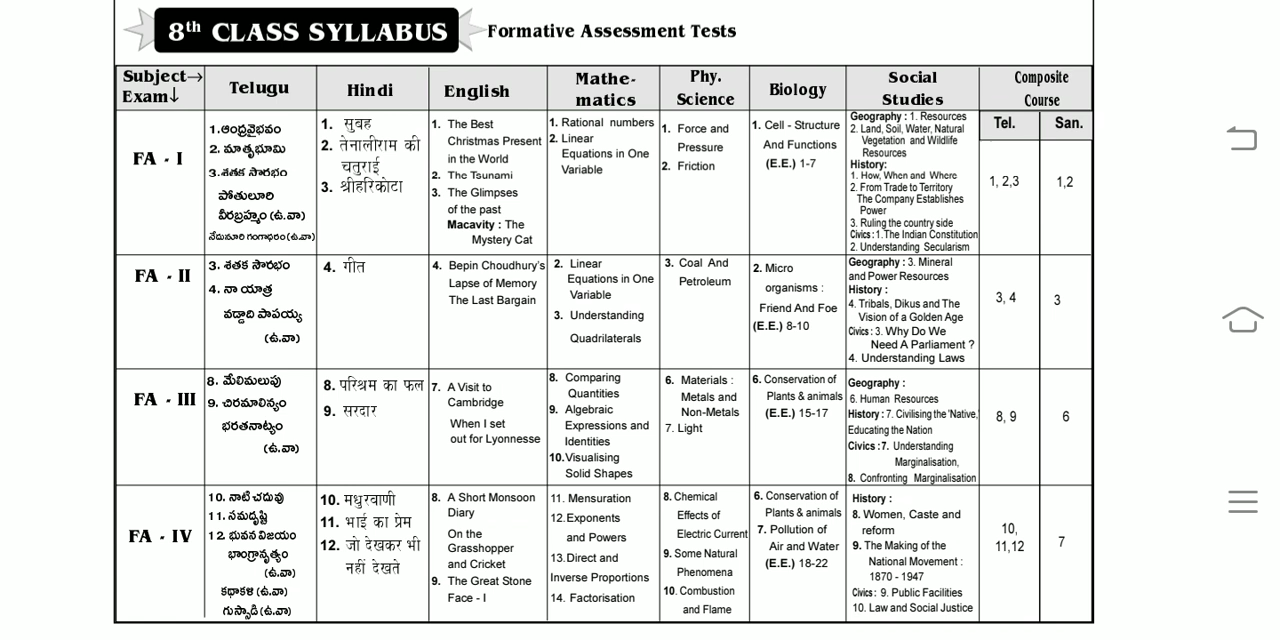 8th CLASS SYLLABUS Formative Assessment Tests
Subject→
Exam↓
Telugu
Hindi
English
Mathe-
matics
Phy.
Science
Biology
Social
Studies
Composite
Course
Tel.
San.
FA - I
1.ఆంధ్రవైభవం
2. మాతృభూమి
3.శతక సౌరభం
పోతులూరి
వీరబ్రహ్మం (ఉ.వా)
నేదునూరి గంగాధరం(ఉ.వా)
1. सुबह
2. तेनालीराम की
चतुराई
3. श्रीहरिकोटा
1. The Best
Christmas Present
in the World
2. The Tsunami
3. The Glimpses
of the past
Macavity : The
Mystery Cat
1. Rational numbers
2. Linear
Equations in One
Variable
1. Force and
Pressure
2. Friction
1. Cell - Structure
And Functions
(E.E.) 1-7
Geography : 1. Resources
2. Land, Soil, Water, Natural
Vegetation and Wildlife
Resources
History:
1. How, When and Where
2. From Trade to Territory
The Company Establishes
Power
3. Ruling the country side
Civics : 1.The Indian Constitution
2. Understanding Secularism
1, 2,3
1,2
FA - II
3. శతక సౌరభం
4. నా యాత్ర
వడ్డాది పాపయ్య
(ఉ.వా)
4. गीत
4. Bepin Choudhury's
Lapse of Memory
The Last Bargain
2. Linear
Equations in One
Variable
3. Understanding
Quadrilaterals
3. Coal And
Petroleum
2. Micro
organisms :
Friend And Foe
(E.E.) 8-10
Geography : 3. Mineral
and Power Resources
History :
4. Tribals, Dikus and The
Vision of a Golden Age
Civics : 3. Why Do We
Need A Parliament ?
4. Understanding Laws
3, 4
3
FA - III
8. మేలిమలుపు
9. చిరమాలిన్యం
భరతనాట్యం
(ఉ.వా)
8. परिश्रम का फल
9. सरदार
7. A Visit to
Cambridge
When I set
out for Lyonnesse
8. Comparing
Quantities
9. Algebraic
Expressions and
Identities
10.Visualising
Solid Shapes
6. Materials :
Metals and
Non-Metals
7. Light
6. Conservation of
Plants & animals
(E.E.) 15-17
Geography :
6. Human Resources
History : 7. Civilising the 'Native,
Educating the Nation
Civics :7. Understanding
Marginalisation,
8. Confronting Marginalisation
8, 9
6
FA - IV
10. నాటి చదువు
11. సమదృష్టి
12. భువన విజయం
భాంగ్రానృత్యం
(ఉ.వా)
కథాకళి (ఉ.వా)
గుస్సాడి (ఉ.వా)
10. मधुरवाणी
11. भाई का प्रेम
12. जो देखकर भी
नहीं देखते
8. A Short Monsoon
Diary
On the
Grasshopper
and Cricket
9. The Great Stone
Face - I
11. Mensuration
12.Exponents
and Powers
13.Direct and
Inverse Proportions
14. Factorisation
8. Chemical
Effects of
Electric Current
9. Some Natural
Phenomena
10. Combustion
and Flame
6. Conservation of
Plants & animals
7. Pollution of
Air and Water
(E.E.) 18-22
History :
8. Women, Caste and
reform
9. The Making of the
National Movement :
1870 - 1947
Civics : 9. Public Facilities
10. Law and Social Justice
10,
11,12
7